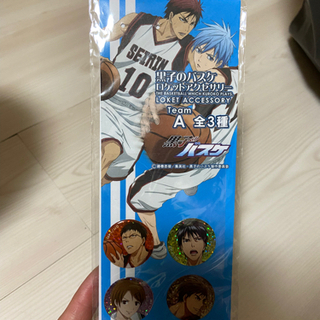 SEIRIN
10
黒子のバスケ
ロケットアクセサリー
THE BASKETBALL WHICH KUROKO PLAYS
LOKET ACCESSORY
Team
A 全3種
黒子のバスケ